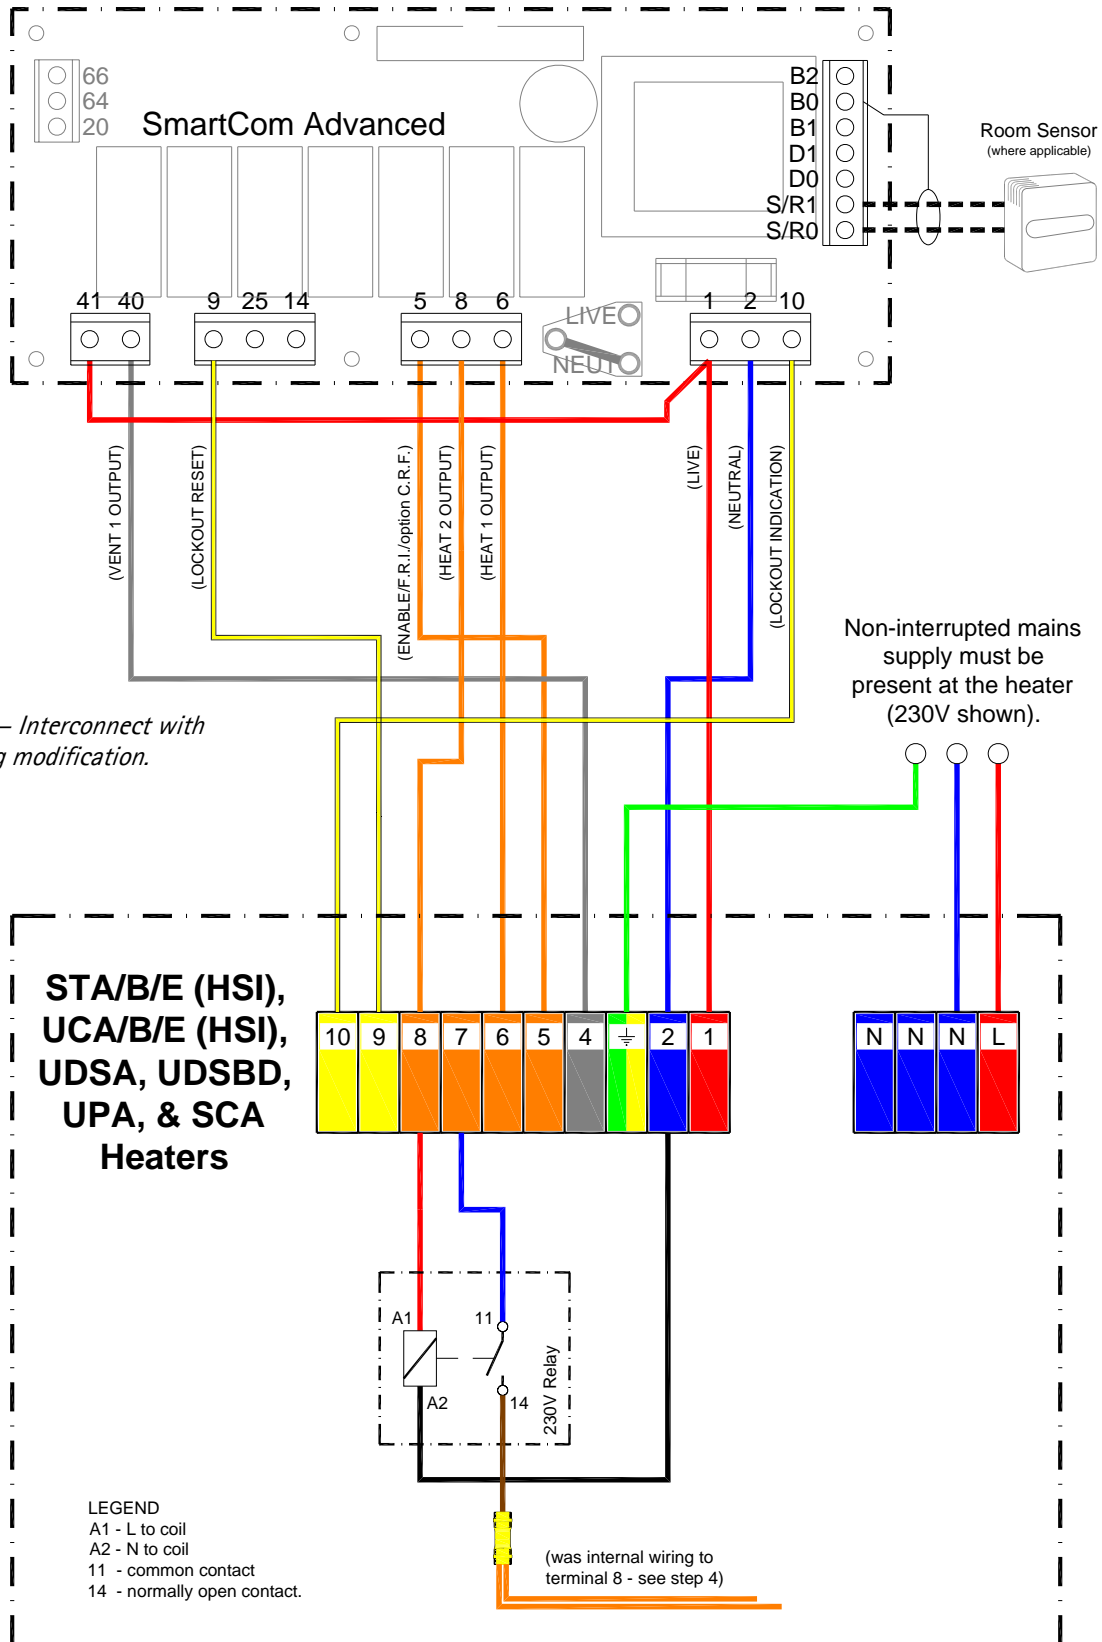 66
64
20
SmartCom Advanced
B2
B0
B1
D1
D0
S/R1
S/R0
Room Sensor
(where applicable)
41 40
9 25 14
5 8 6
LIVE
NEUT
1 2 10
(VENT 1 OUTPUT)
(LOCKOUT RESET)
(ENABLE/F.R.I./option C.R.F.)
(HEAT 2 OUTPUT)
(HEAT 1 OUTPUT)
(LIVE)
(NEUTRAL)
(LOCKOUT INDICATION)
Non-interrupted mains
supply must be
present at the heater
(230V shown).
– Interconnect with
g modification.
STA/B/E (HSI),
UCA/B/E (HSI),
UDSA, UDSBD,
UPA, & SCA
Heaters
10 9 8 7 6 5 4 2 1
N N N L
A1
11
A2
14
230V Relay
LEGEND
A1 - L to coil
A2 - N to coil
11 - common contact
14 - normally open contact.
(was internal wiring to
terminal 8 - see step 4)